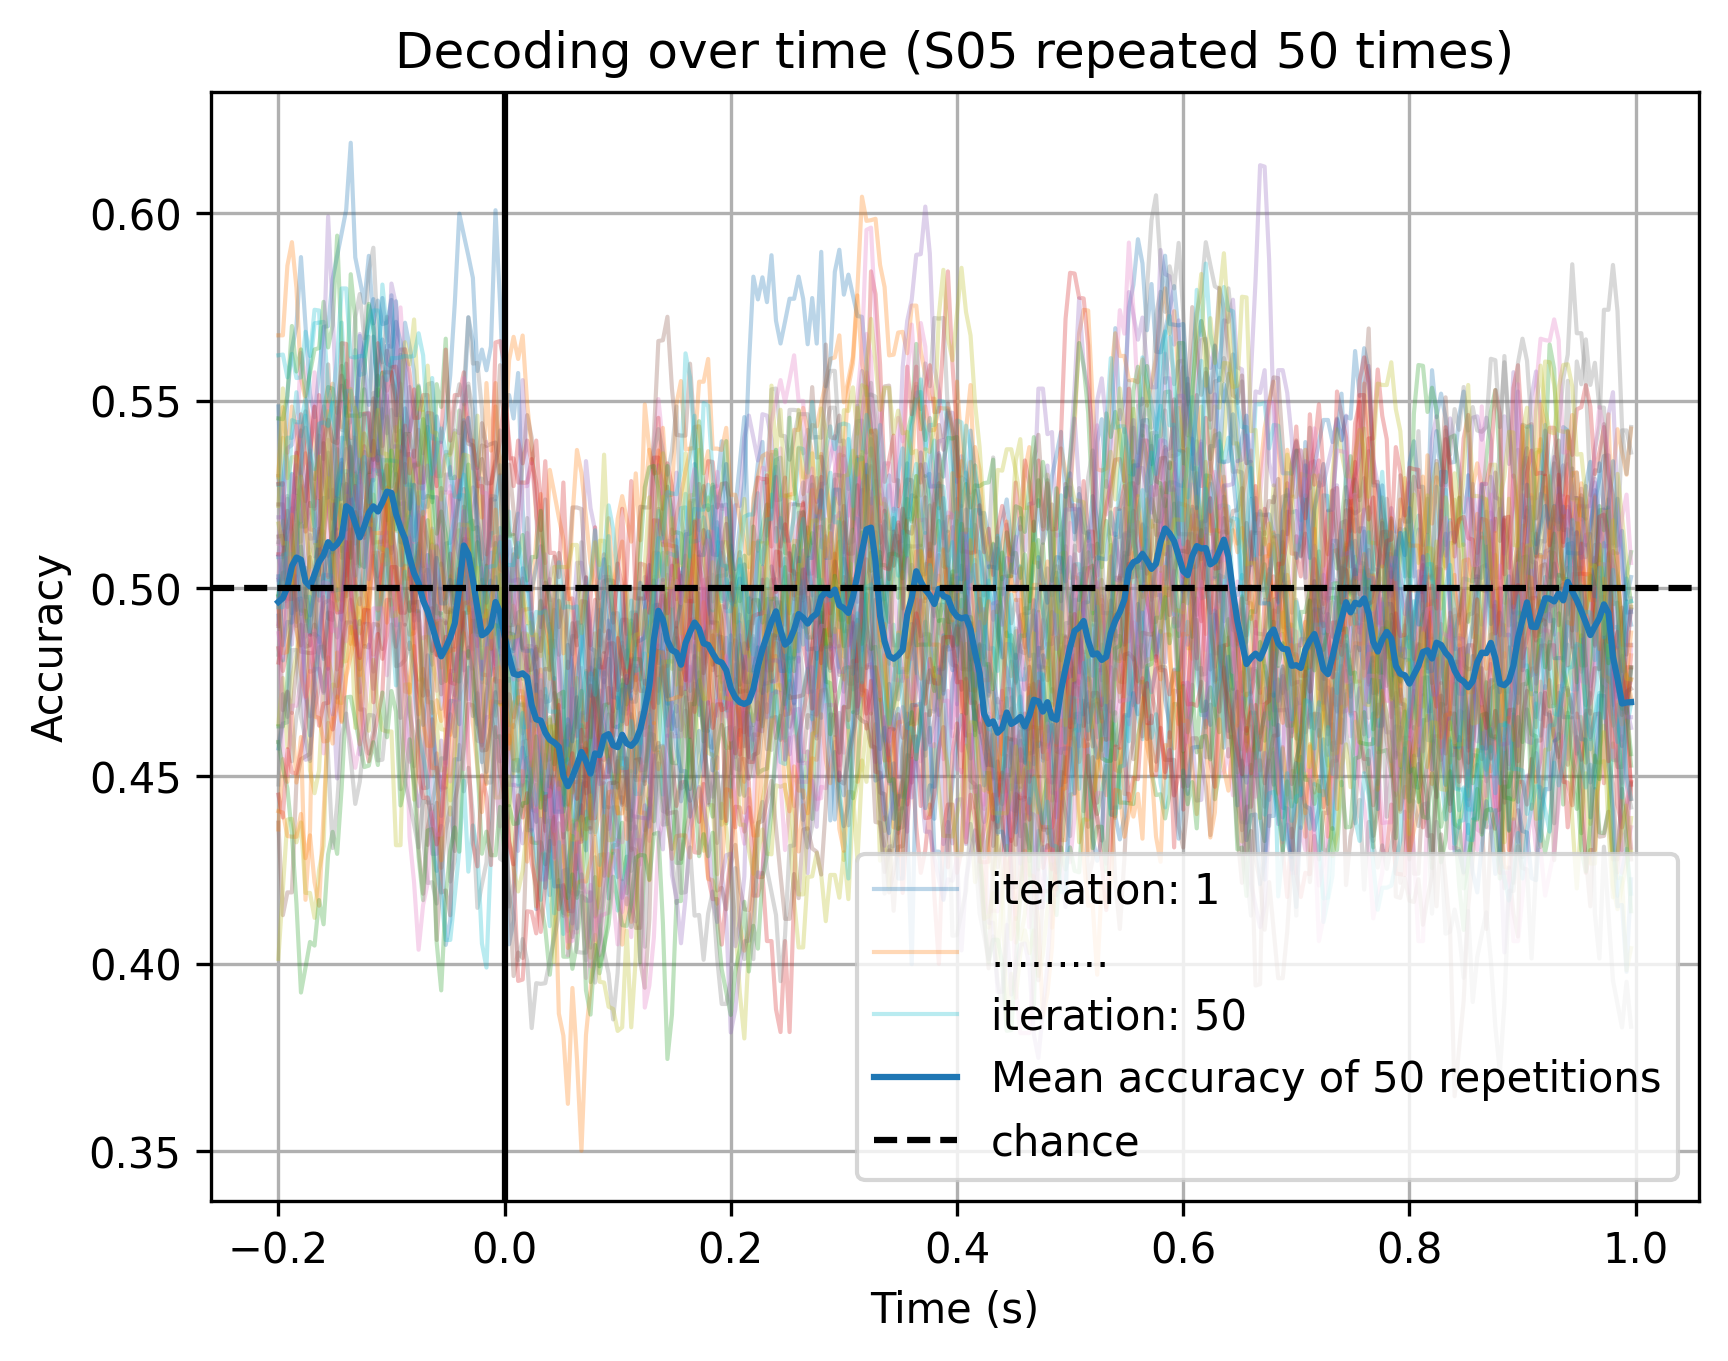 Decoding over time (S05 repeated 50 times)
Accuracy
0.60
0.55
0.50
0.45
0.40
0.35
iteration: 1
.........
iteration: 50
Mean accuracy of 50 repetitions
chance
−0.2
0.0
0.2
0.4
0.6
0.8
1.0
Time (s)